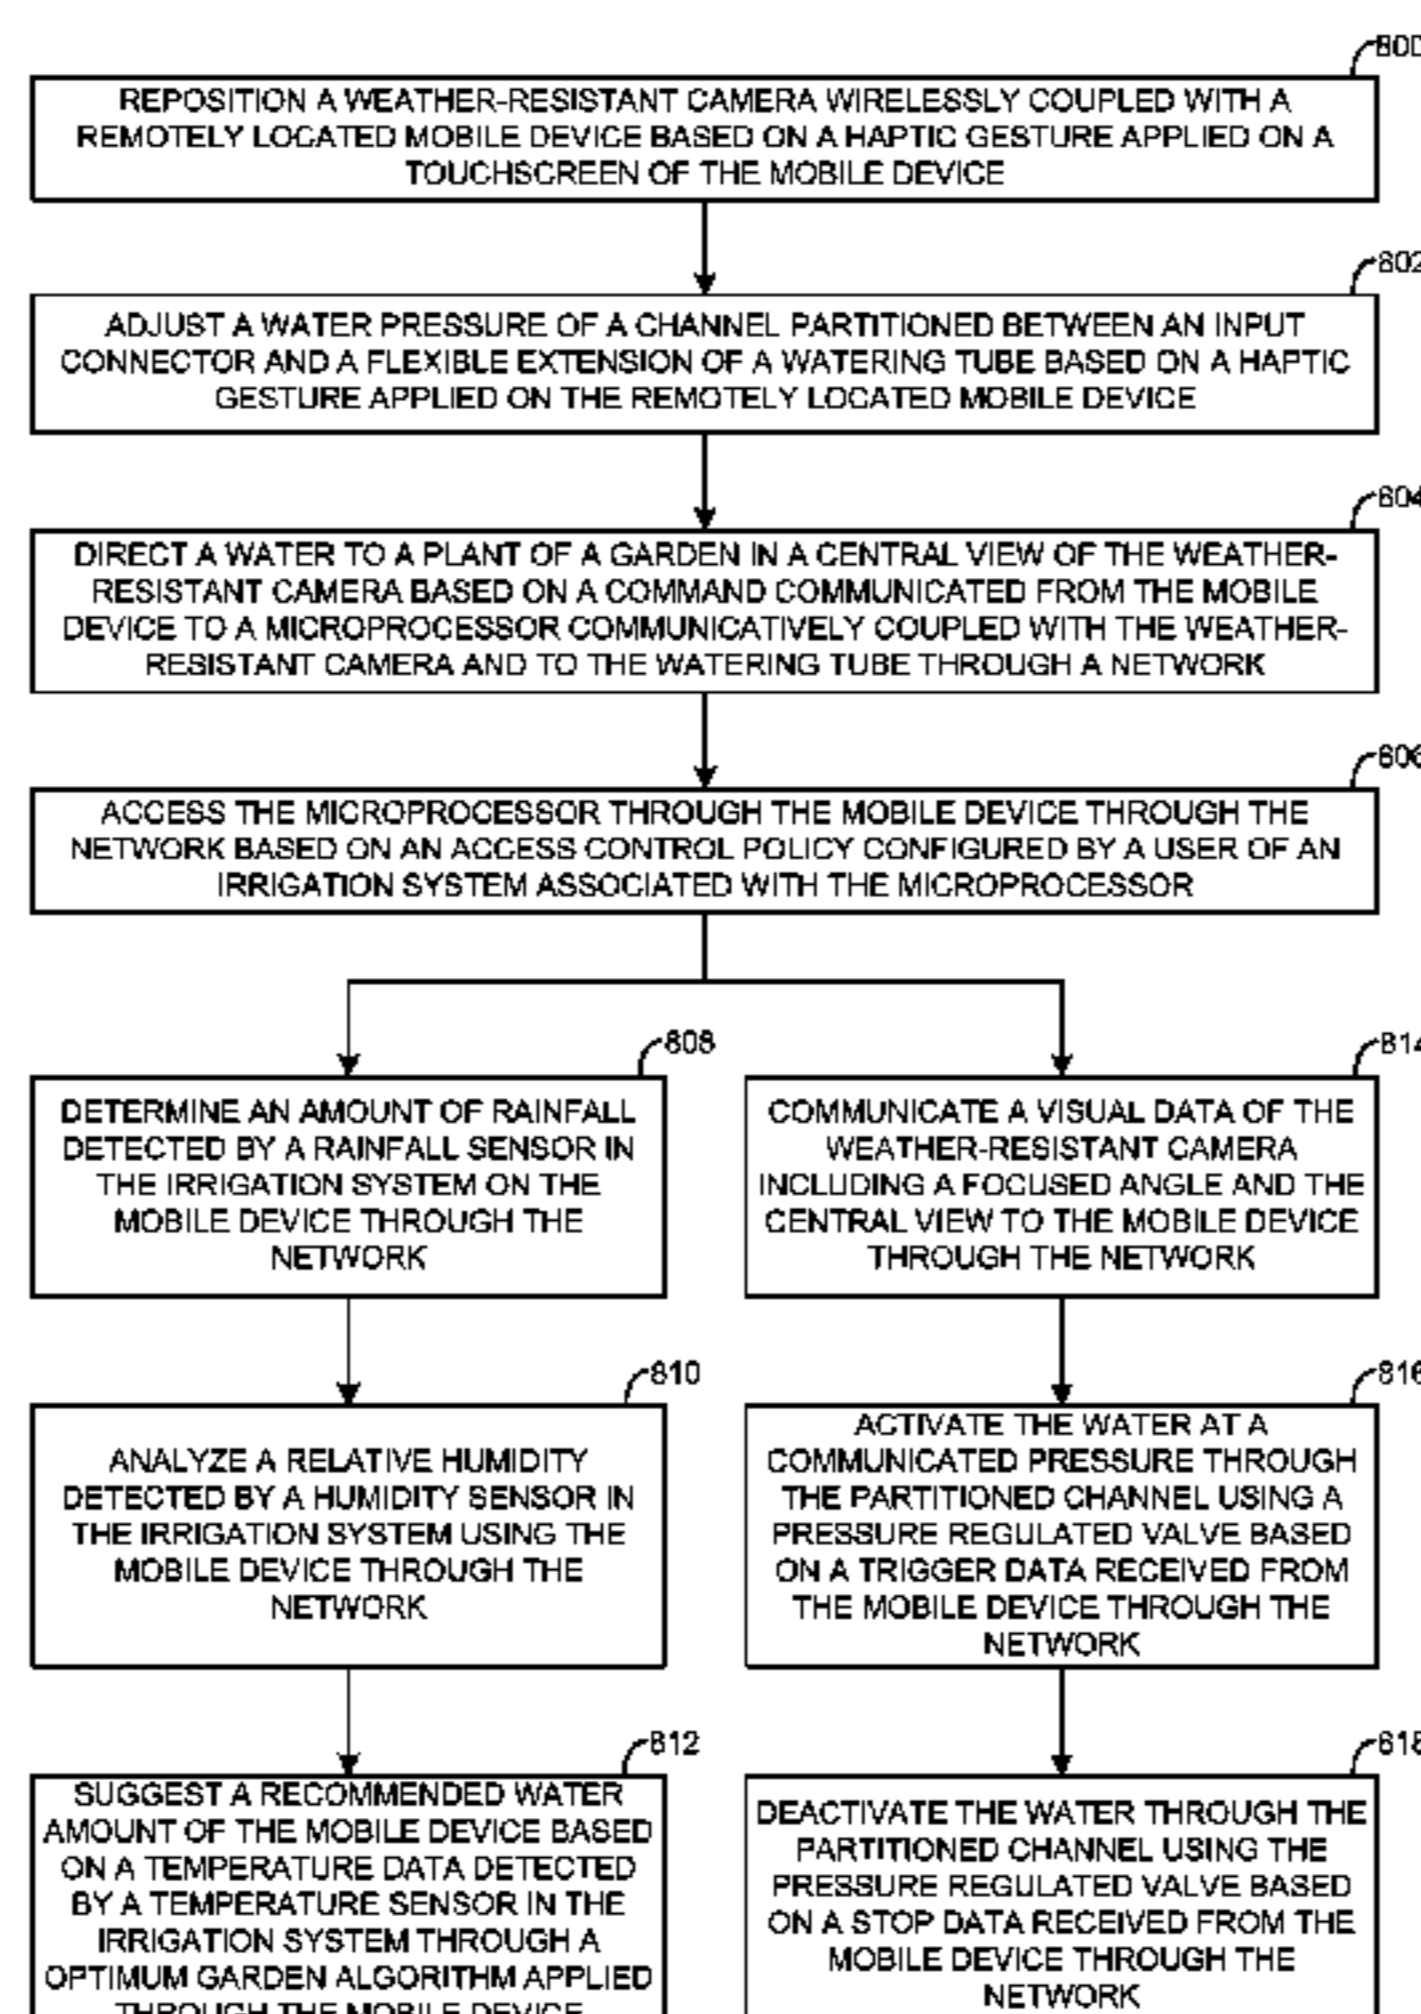 800
REPOSITION A WEATHER-RESISTANT CAMERA WIRELESSLY COUPLED WITH A
REMOTELY LOCATED MOBILE DEVICE BASED ON A HAPTIC GESTURE APPLIED ON A
TOUCHSCREEN OF THE MOBILE DEVICE
802
ADJUST A WATER PRESSURE OF A CHANNEL PARTITIONED BETWEEN AN INPUT
CONNECTOR AND A FLEXIBLE EXTENSION OF A WATERING TUBE BASED ON A HAPTIC
GESTURE APPLIED ON THE REMOTELY LOCATED MOBILE DEVICE
804
DIRECT A WATER TO A PLANT OF A GARDEN IN A CENTRAL VIEW OF THE WEATHER-
RESISTANT CAMERA BASED ON A COMMAND COMMUNICATED FROM THE MOBILE
DEVICE TO A MICROPROCESSOR COMMUNICATIVELY COUPLED WITH THE WEATHER-
RESISTANT CAMERA AND TO THE WATERING TUBE THROUGH A NETWORK
806
ACCESS THE MICROPROCESSOR THROUGH THE MOBILE DEVICE THROUGH THE
NETWORK BASED ON AN ACCESS CONTROL POLICY CONFIGURED BY A USER OF AN
IRRIGATION SYSTEM ASSOCIATED WITH THE MICROPROCESSOR
808
DETERMINE AN AMOUNT OF RAINFALL
DETECTED BY A RAINFALL SENSOR IN
THE IRRIGATION SYSTEM ON THE
MOBILE DEVICE THROUGH THE
NETWORK
810
ANALYZE A RELATIVE HUMIDITY
DETECTED BY A HUMIDITY SENSOR IN
THE IRRIGATION SYSTEM USING THE
MOBILE DEVICE THROUGH THE
NETWORK
812
SUGGEST A RECOMMENDED WATER
AMOUNT OF THE MOBILE DEVICE BASED
ON A TEMPERATURE DATA DETECTED
BY A TEMPERATURE SENSOR IN THE
IRRIGATION SYSTEM THROUGH A
OPTIMUM GARDEN ALGORITHM APPLIED
THROUGH THE MOBILE DEVICE
814
COMMUNICATE A VISUAL DATA OF THE
WEATHER-RESISTANT CAMERA
INCLUDING A FOCUSED ANGLE AND THE
CENTRAL VIEW TO THE MOBILE DEVICE
THROUGH THE NETWORK
816
ACTIVATE THE WATER AT A
COMMUNICATED PRESSURE THROUGH
THE PARTITIONED CHANNEL USING A
PRESSURE REGULATED VALVE BASED
ON A TRIGGER DATA RECEIVED FROM
THE MOBILE DEVICE THROUGH THE
NETWORK
818
DEACTIVATE THE WATER THROUGH THE
PARTITIONED CHANNEL USING THE
PRESSURE REGULATED VALVE BASED
ON A STOP DATA RECEIVED FROM THE
MOBILE DEVICE THROUGH THE
NETWORK